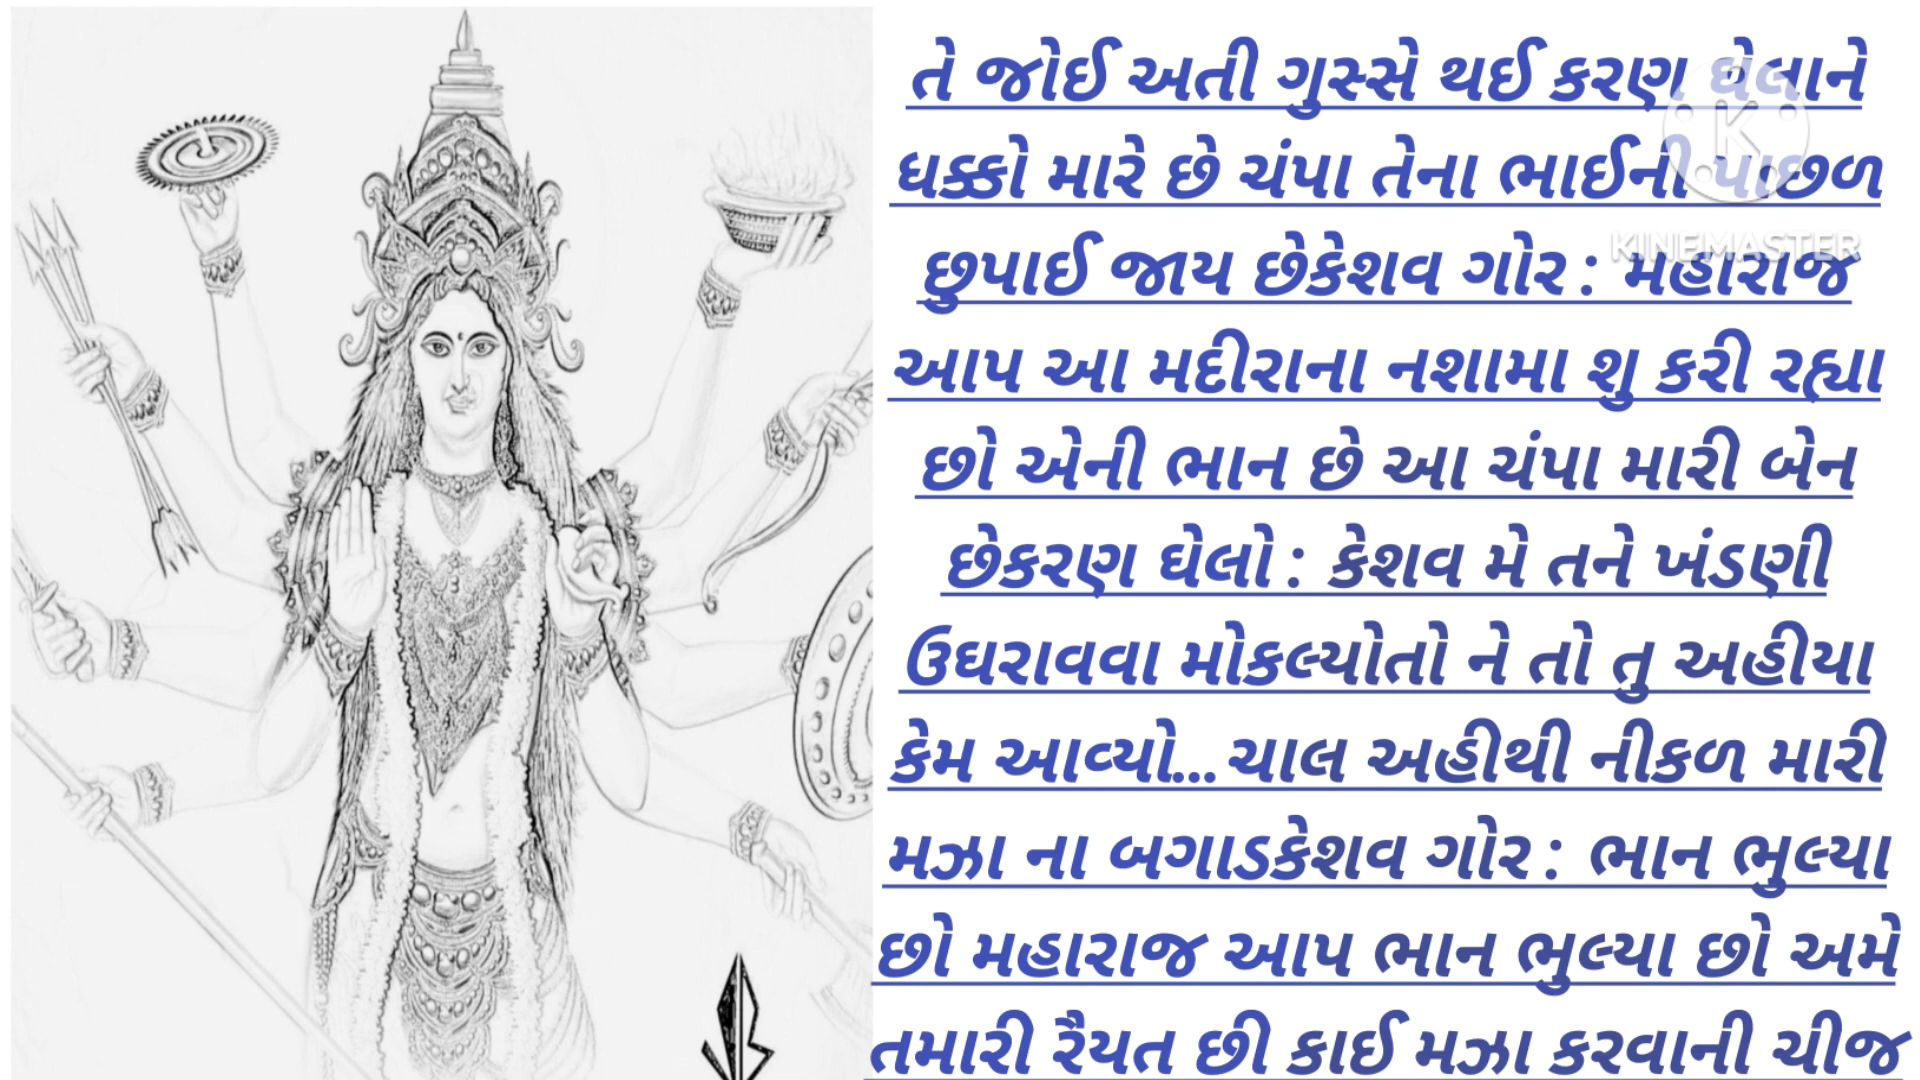 તે જોઈ અતી ગુસ્સે થઈ કરણ ઘેલાને
ધક્કો મારે છે ચંપા તેના ભાઈની પાછળ
છુપાઈ જાય છેકેશવ ગોર : મહારાજ
આપ આ મદીરાના નશામા શુ કરી રહ્યા
છો એની ભાન છે આ ચંપા મારી બેન
છેકરણ ઘેલો : કેશવ મે તને ખંડણી
ઉઘરાવવા મોકલ્યોતો ને તો તુ અહીયા
કેમ આવ્યો... ચાલ અહીથી નીકળ મારી
મઝા ના બગાડકેશવ ગોર : ભાન ભુલ્યા
છો મહારાજ આપ ભાન ભુલ્યા છો અમે
તમારી રૈયત છી કાઈ મઝા કરવાની ચીજ
K
KINEMASTER